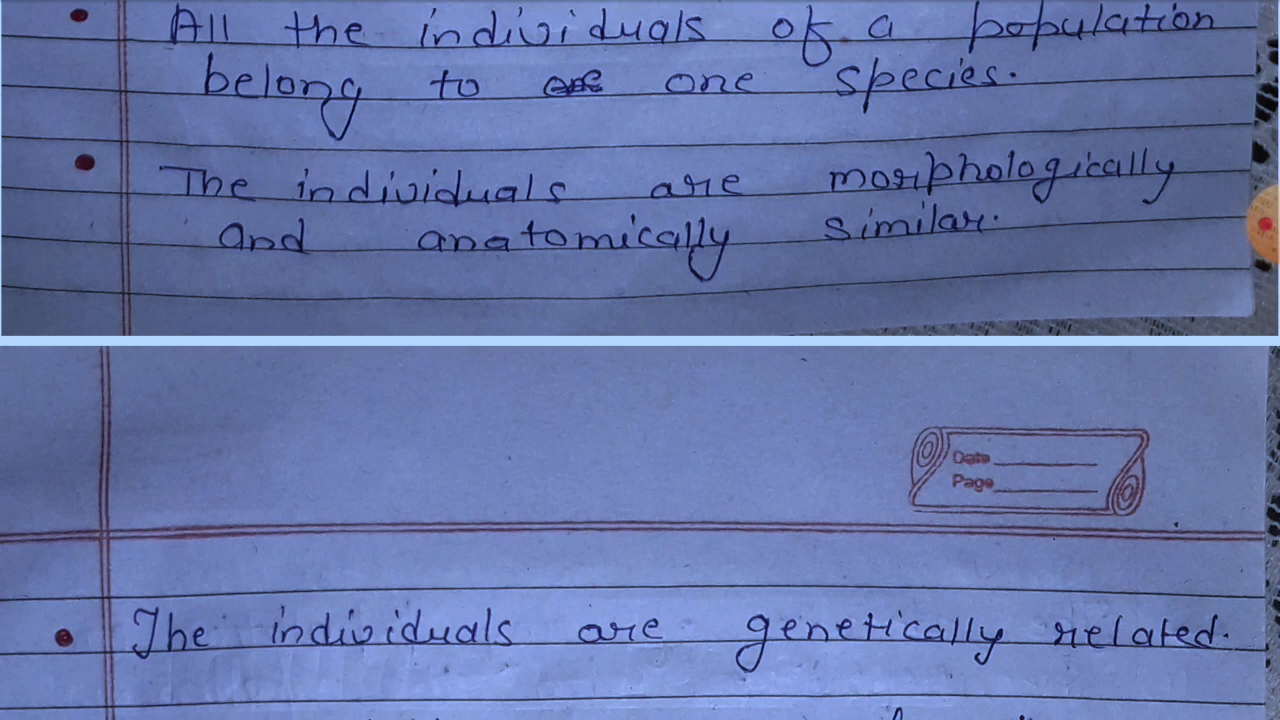 All the individuals of a population
belong to one species.
The individuals are morphologically
and anatomically similar.
Date
Page
The individuals are genetically related.